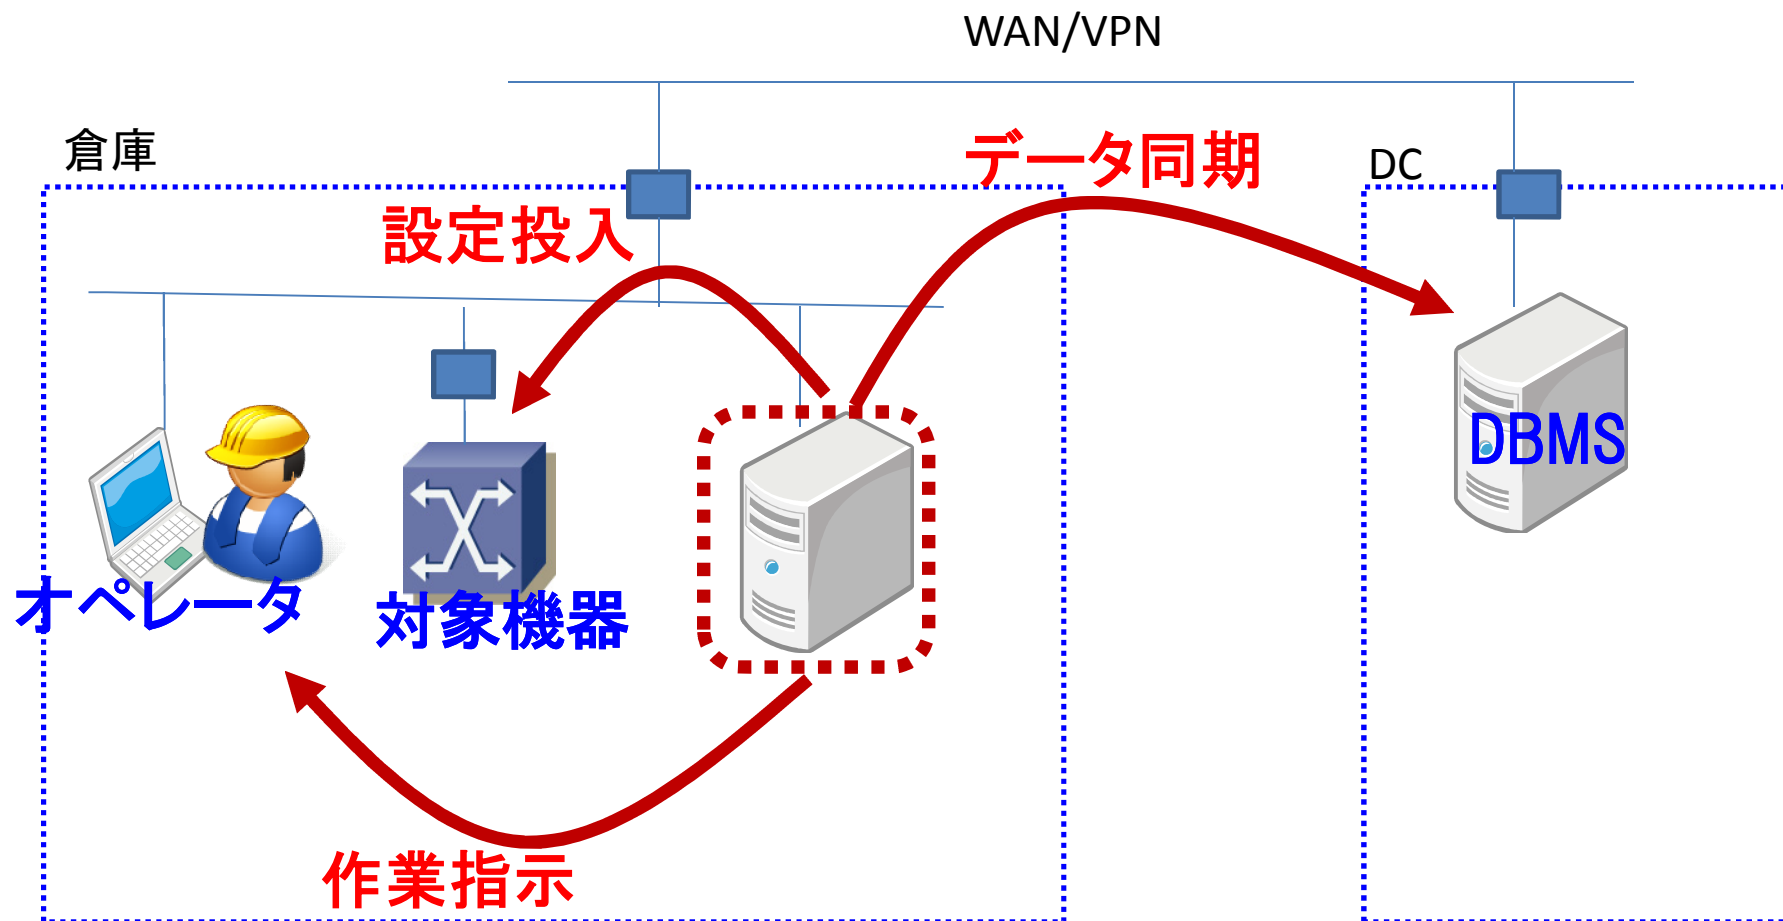 WAN/VPN
倉庫
データ同期
DC
設定投入
DBMS
オペレータ
対象機器
作業指示